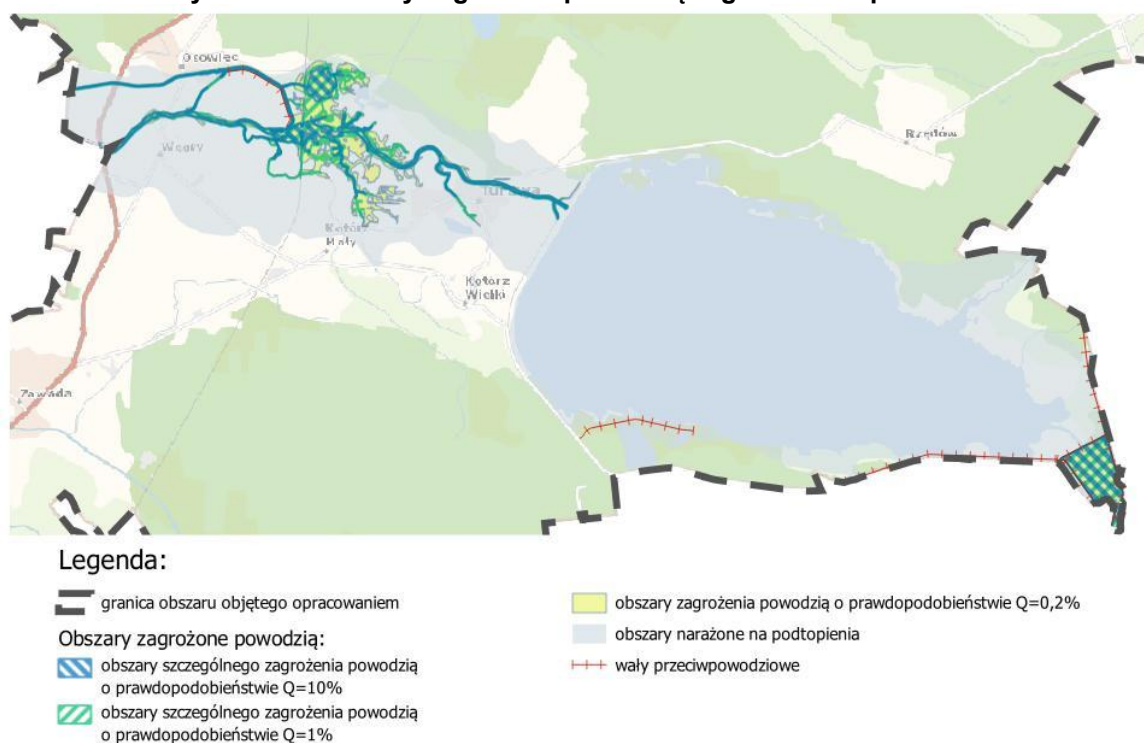 Osowiec
Węgry
Turawa
Kotórz
Mały
Kotórz
Wielki
Rzędów
Zawada
Legenda:
granica obszaru objętego opracowaniem
Obszary zagrożone powodzią:
obszary szczególnego zagrożenia powodzią
o prawdopodobieństwie Q=10%
obszary szczególnego zagrożenia powodzią
o prawdopodobieństwie Q=1%
obszary zagrożenia powodzią o prawdopodobieństwie Q=0,2%
obszary narażone na podtopienia
wały przeciwpowodziowe